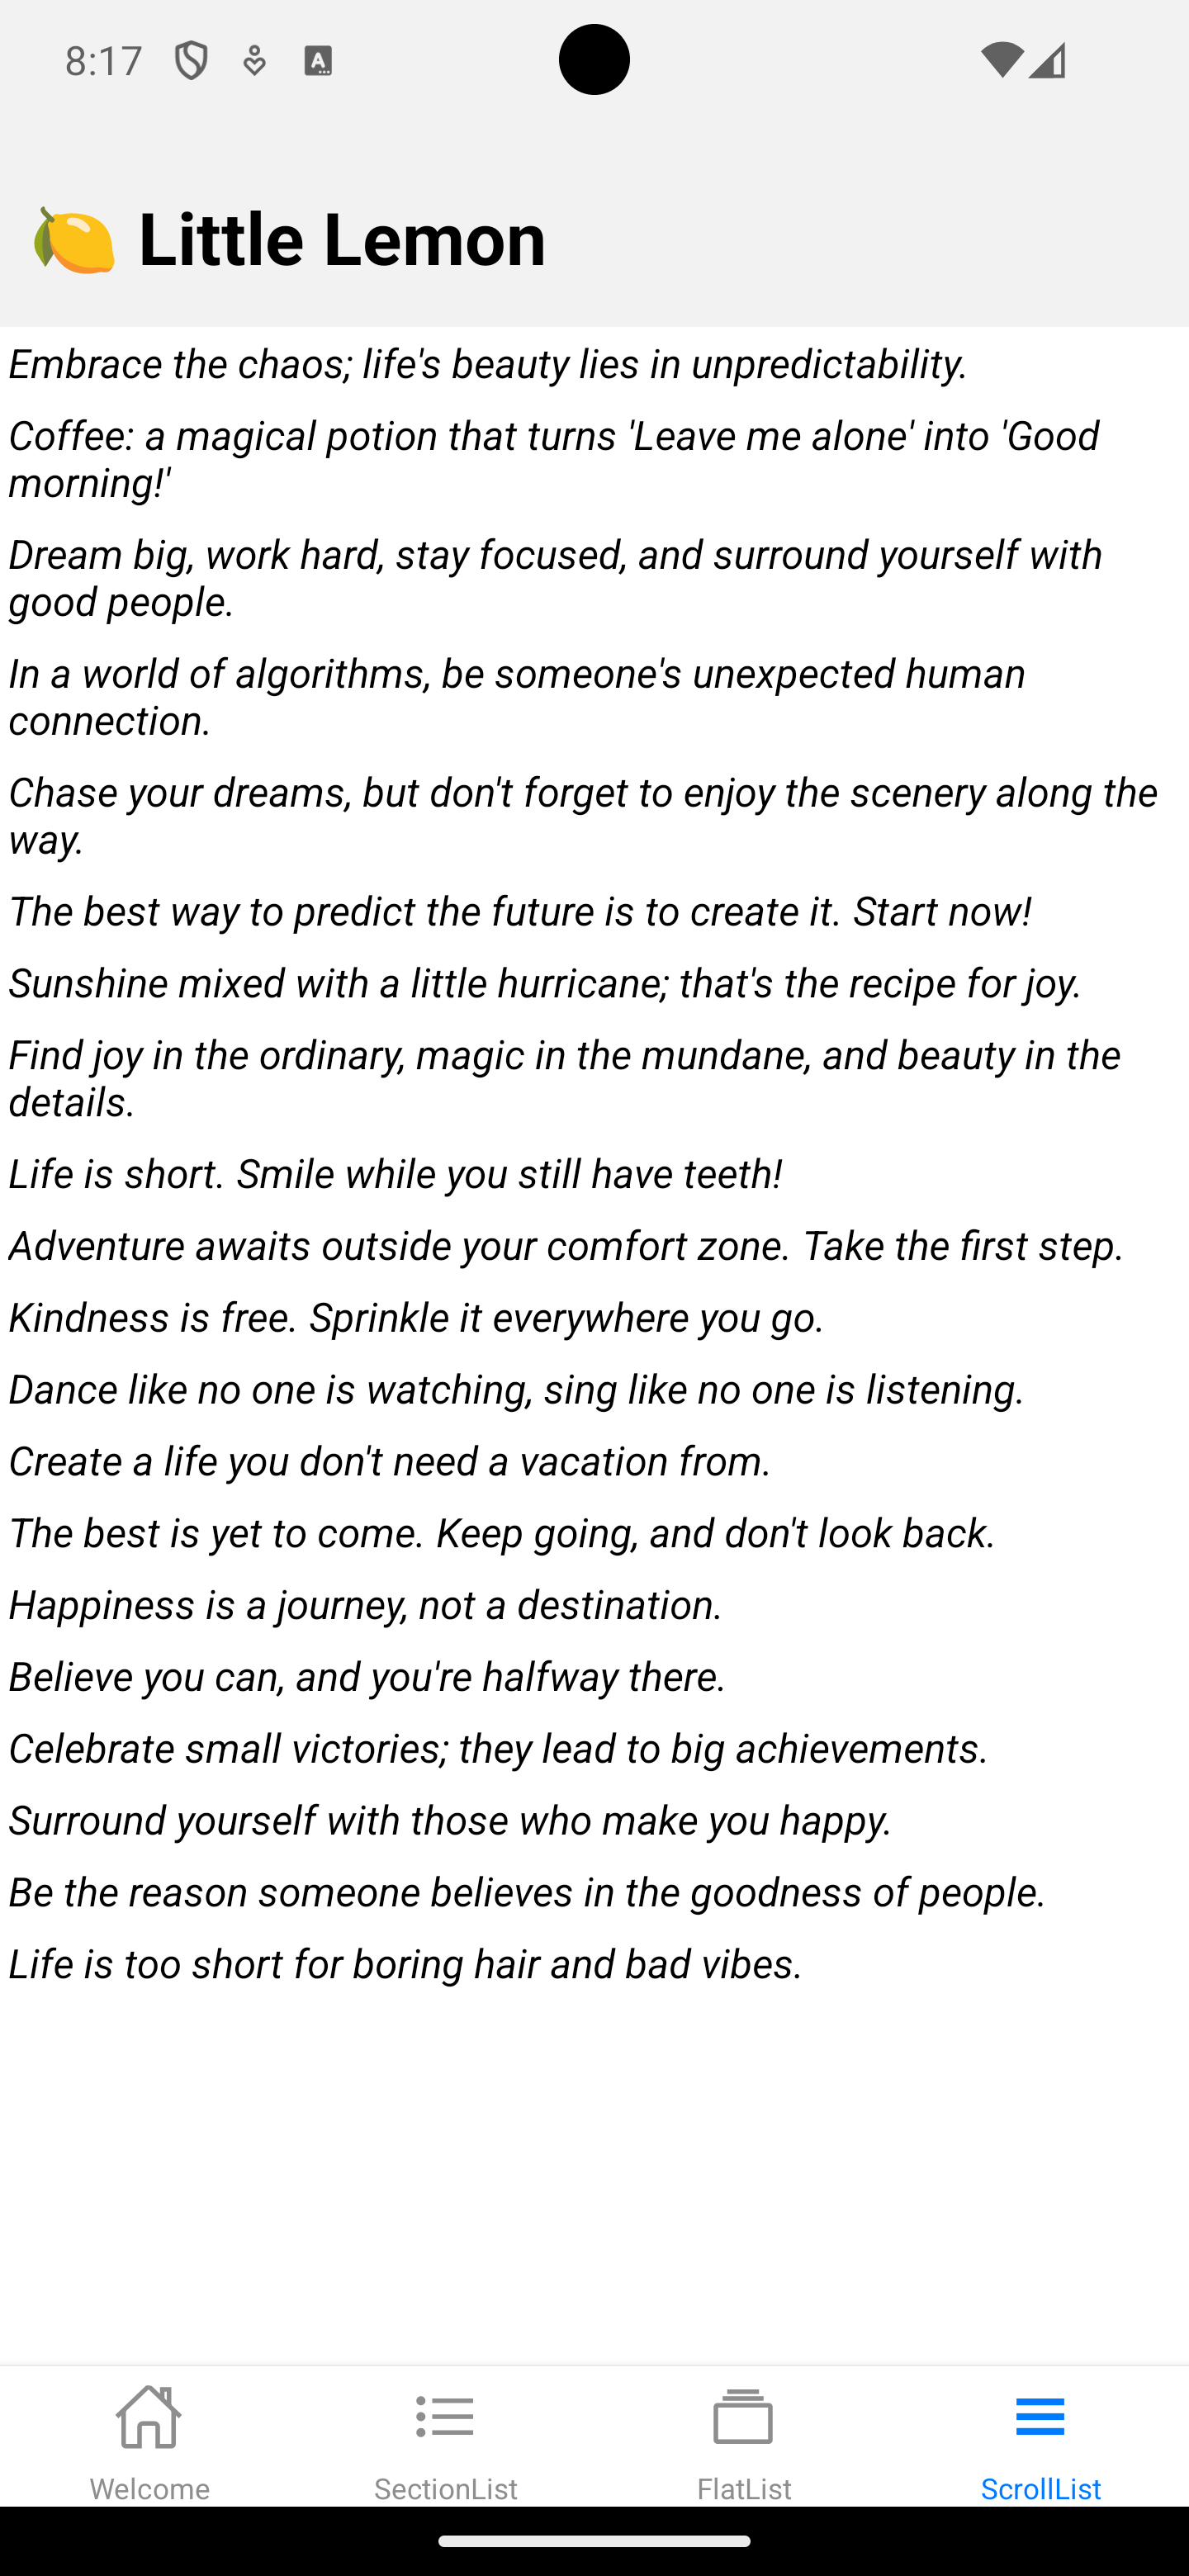 8:17
Little Lemon
Embrace the chaos; life's beauty lies in unpredictability.
Coffee: a magical potion that turns 'Leave me alone' into 'Good
morning!'
Dream big, work hard, stay focused, and surround yourself with
good people.
In a world of algorithms, be someone's unexpected human
connection.
Chase your dreams, but don't forget to enjoy the scenery along the
way.
The best way to predict the future is to create it. Start now!
Sunshine mixed with a little hurricane; that's the recipe for joy.
Find joy in the ordinary, magic in the mundane, and beauty in the
details.
Life is short. Smile while you still have teeth!
Adventure awaits outside your comfort zone. Take the first step.
Kindness is free. Sprinkle it everywhere you go.
Dance like no one is watching, sing like no one is listening.
Create a life you don't need a vacation from.
The best is yet to come. Keep going, and don't look back.
Happiness is a journey, not a destination.
Believe you can, and you're halfway there.
Celebrate small victories; they lead to big achievements.
Surround yourself with those who make you happy.
Be the reason someone believes in the goodness of people.
Life is too short for boring hair and bad vibes.
Welcome
SectionList
FlatList
ScrollList